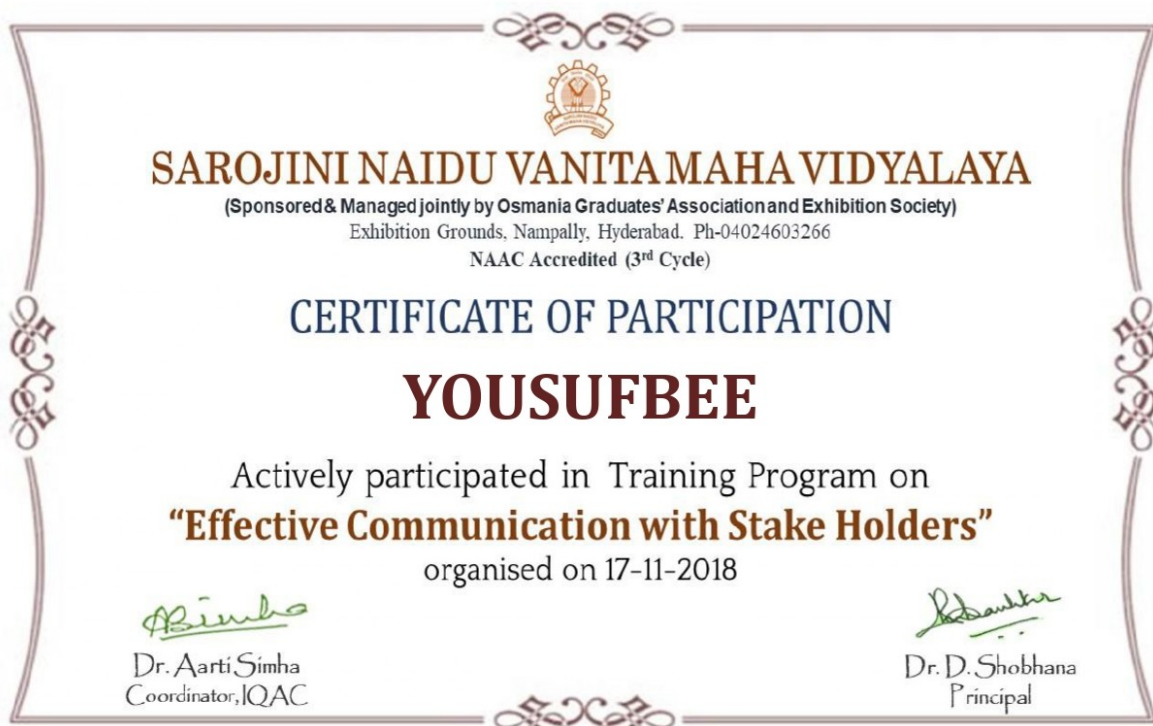 SAROJINI NAIDU VANITA MAHA VIDYALAYA
(Sponsored & Managed jointly by Osmania Graduates' Association and Exhibition Society)
Exhibition Grounds, Nampally, Hyderabad. Ph-04024603266
NAAC Accredited (3rd Cycle)
CERTIFICATE OF PARTICIPATION
YOUSUFBEE
Actively participated in Training Program on
“Effective Communication with Stake Holders”
organised on 17-11-2018
Dr. Aarti Simha
Coordinator, IQAC
Dr. D. Shobhana
Principal